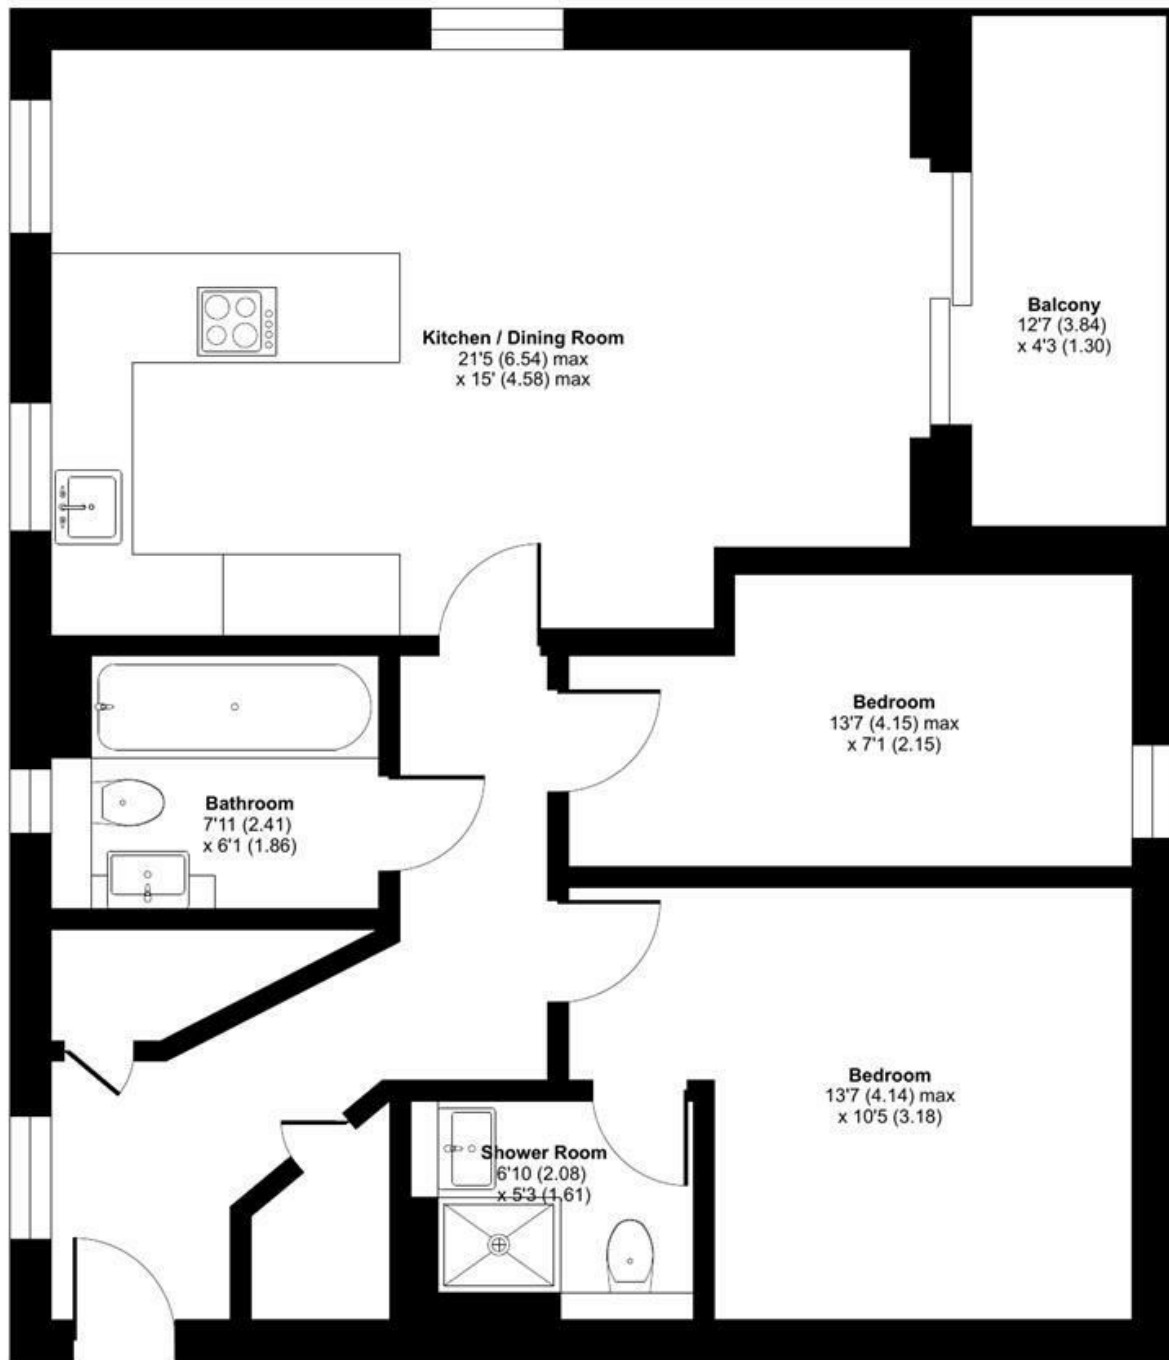 Balcony
12'7 (3.84)
x 4'3 (1.30)
Kitchen / Dining Room
21'5 (6.54) max
x 15' (4.58) max
Bedroom
13'7 (4.15) max
x 7'1 (2.15)
Bathroom
7'11 (2.41)
x 6'1 (1.86)
Bedroom
13'7 (4.14) max
x 10'5 (3.18)
Shower Room
6'10 (2.08)
x 5'3 (1.61)